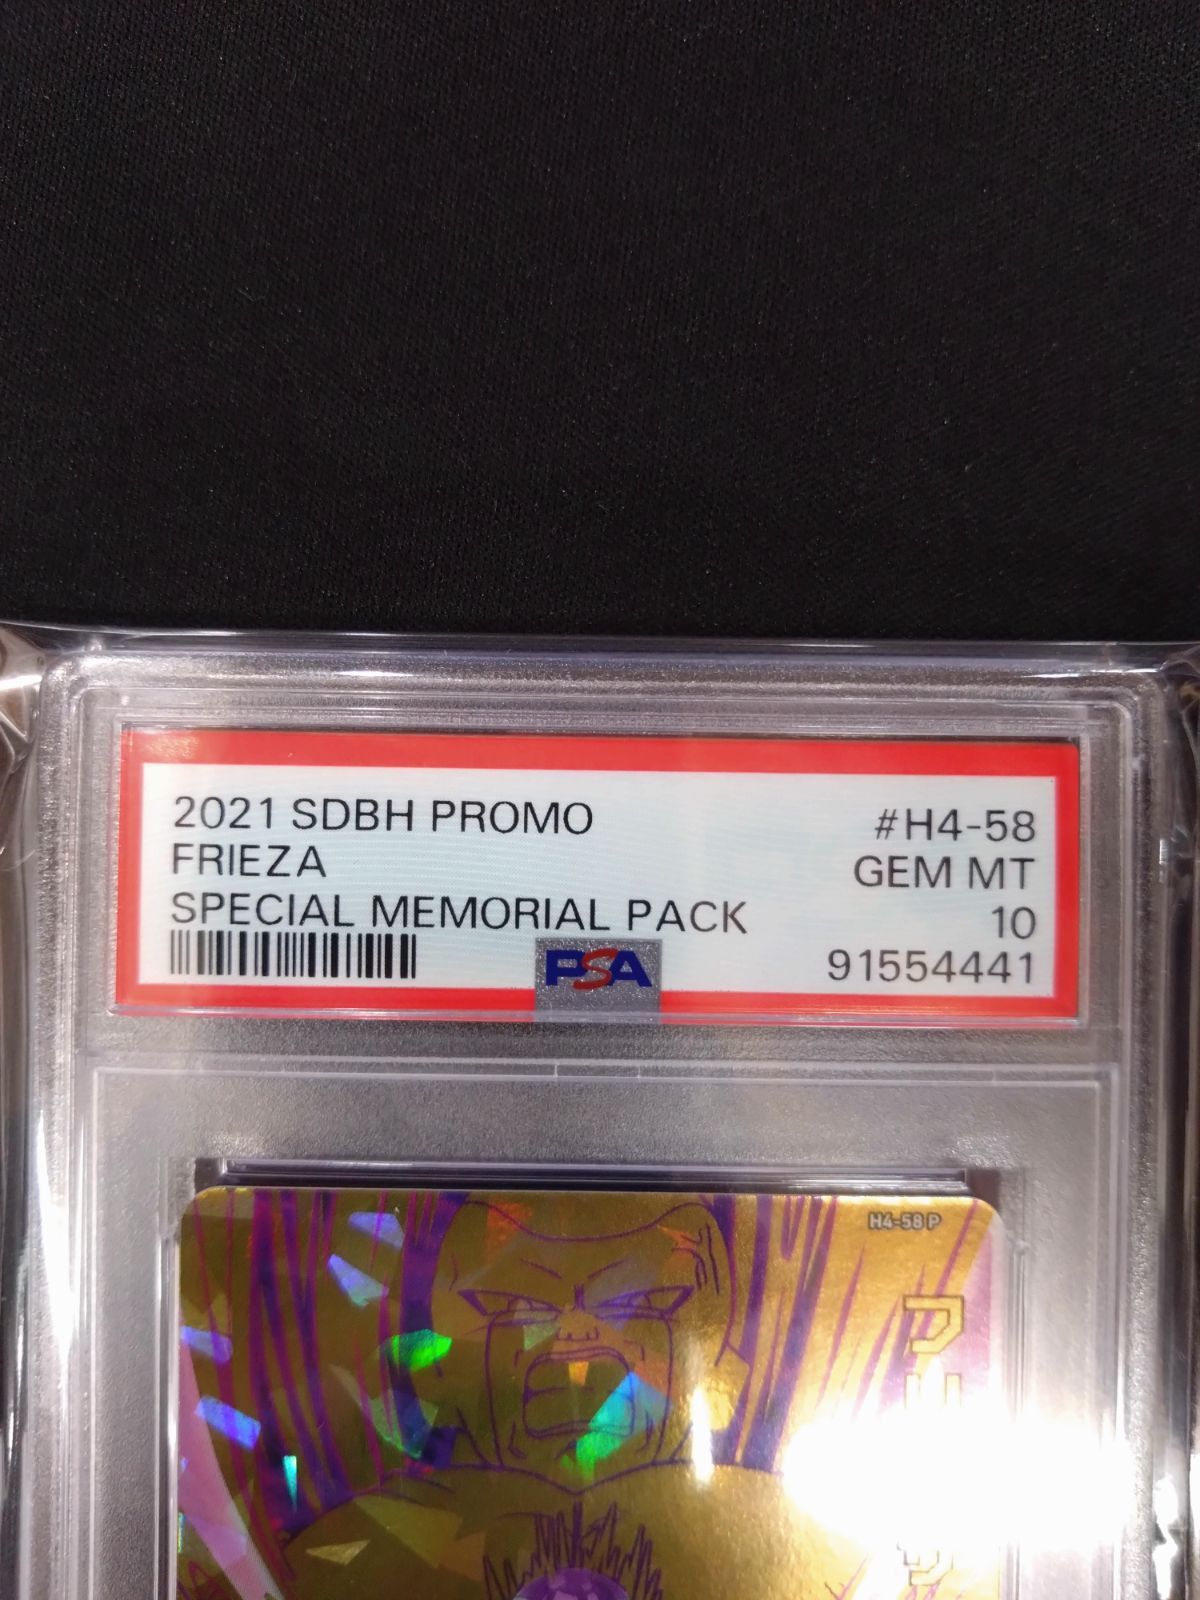 2021 SDBH PROMO
FRIEZA
SPECIAL MEMORIAL PACK
#H4-58
GEM MT
10
91554441
PSA
H4-58 P